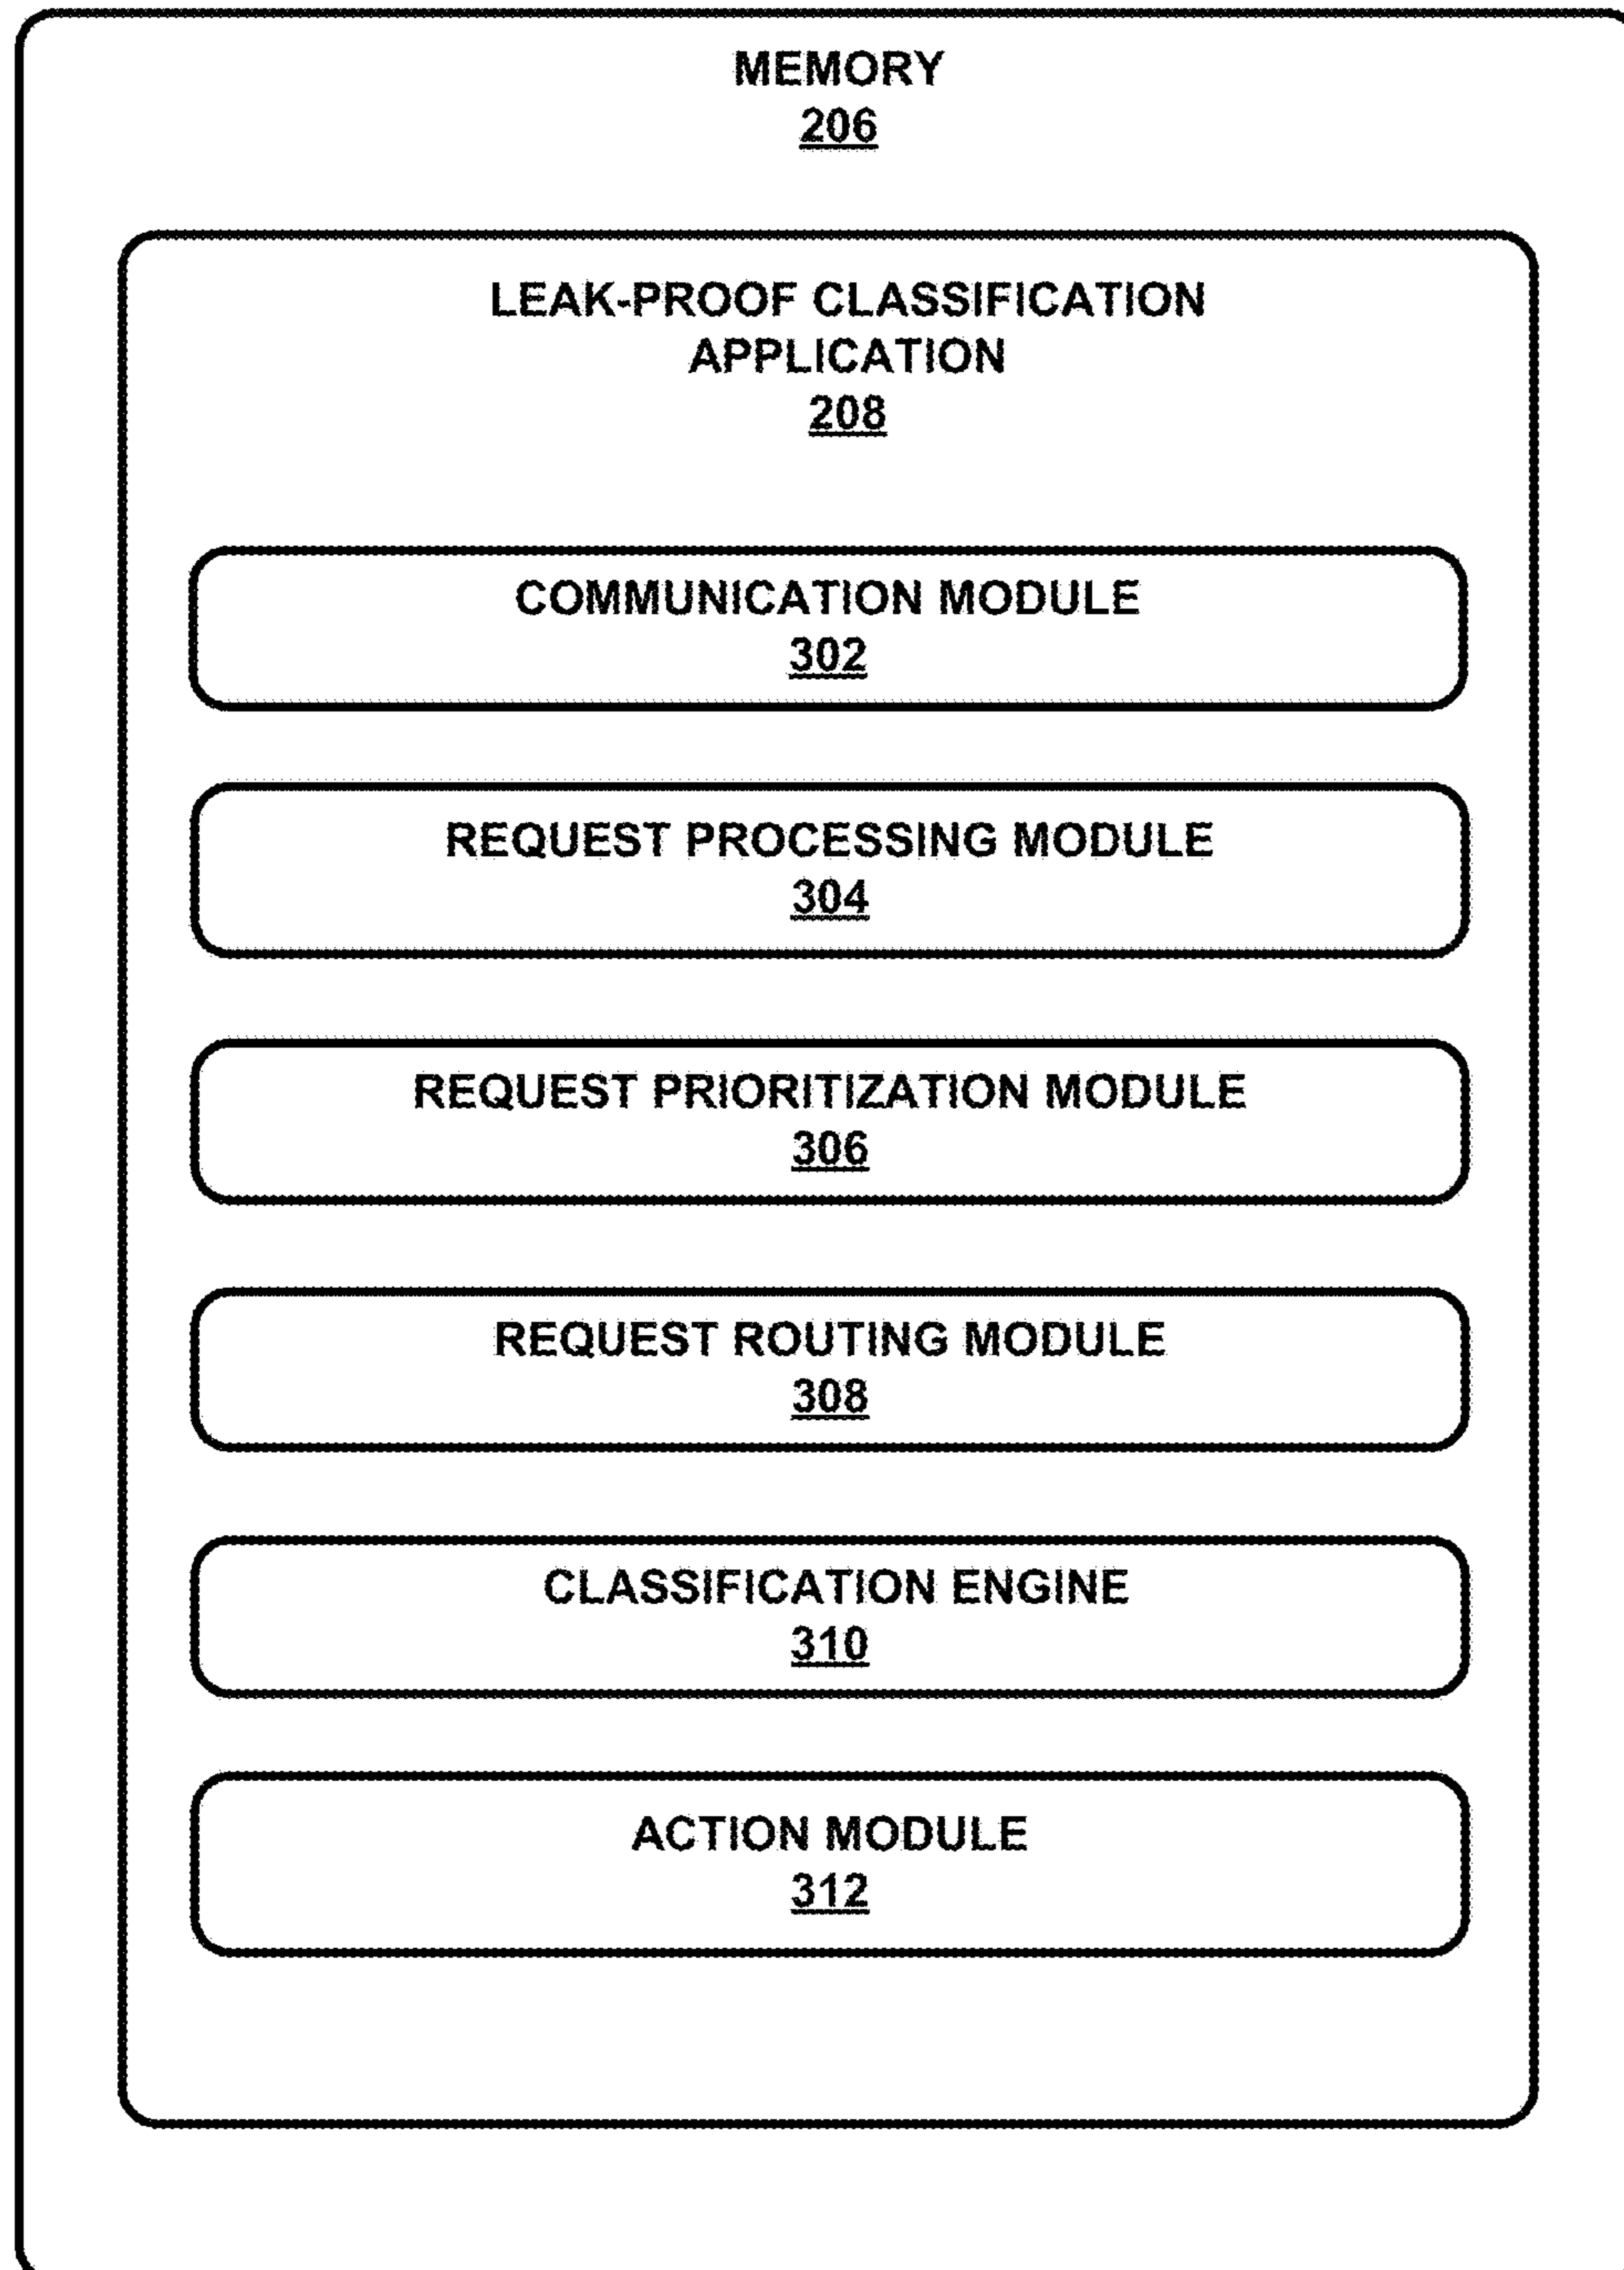 MEMORY
206
LEAK-PROOF CLASSIFICATION
APPLICATION
208
COMMUNICATION MODULE
302
REQUEST PROCESSING MODULE
304
REQUEST PRIORITIZATION MODULE
306
REQUEST ROUTING MODULE
308
CLASSIFICATION ENGINE
310
ACTION MODULE
312